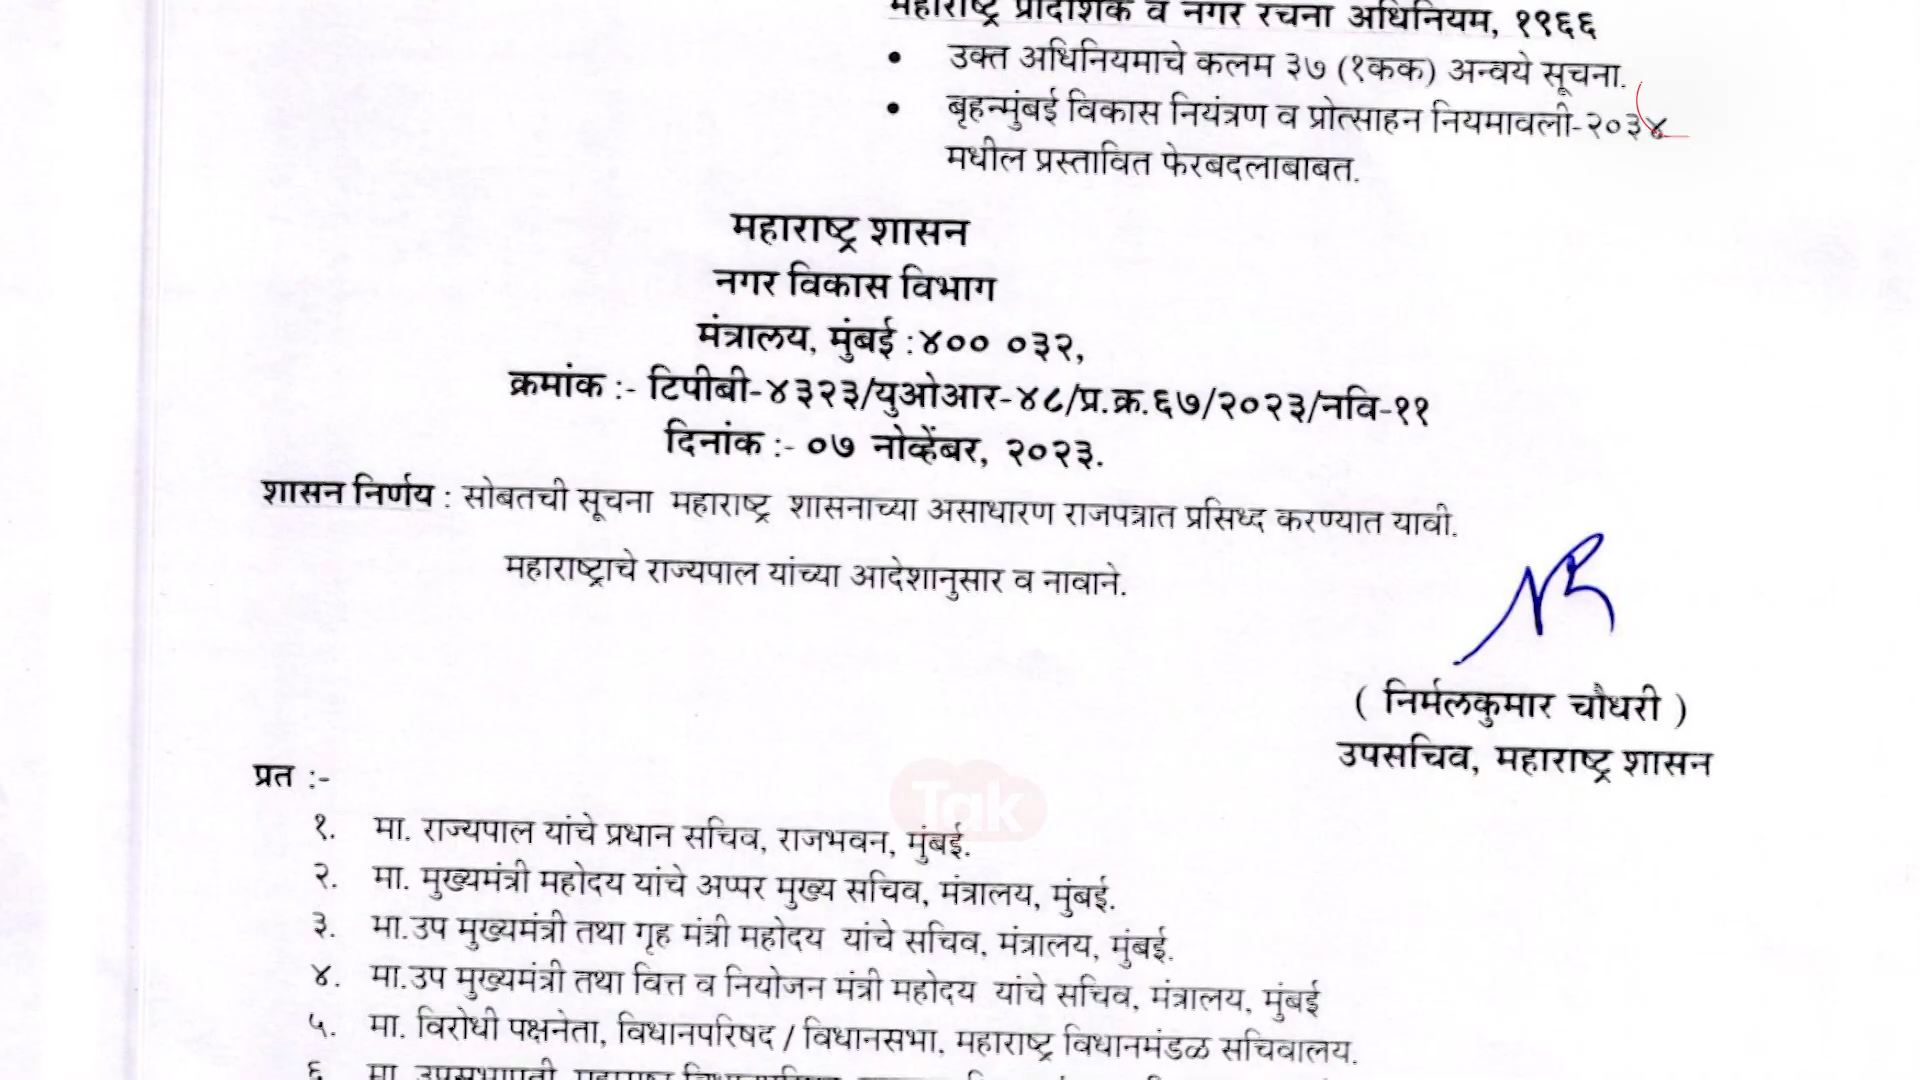 महाराष्ट्र प्रादेशिक व नगर रचना अधिनियम, १९६६
• उक्त अधिनियमाचे कलम ३७ (१कक) अन्वये सूचना.
• बृहन्मुंबई विकास नियंत्रण व प्रोत्साहन नियमावली-२०३४
मधील प्रस्तावित फेरबदलाबाबत.
महाराष्ट्र शासन
नगर विकास विभाग
मंत्रालय, मुंबई :४०० ०३२,
क्रमांक :- टिपीबी-४३२३/युओआर-४८/प्र.क्र.६७/२०२३/नवि-११
दिनांक :- ०७ नोव्हेंबर, २०२३.
शासन निर्णय : सोबतची सूचना महाराष्ट्र शासनाच्या असाधारण राजपत्रात प्रसिध्द करण्यात यावी.
महाराष्ट्राचे राज्यपाल यांच्या आदेशानुसार व नावाने.
( निर्मलकुमार चौधरी )
उपसचिव, महाराष्ट्र शासन
प्रत :-
Tak
१. मा. राज्यपाल यांचे प्रधान सचिव, राजभवन, मुंबई.
२. मा. मुख्यमंत्री महोदय यांचे अप्पर मुख्य सचिव, मंत्रालय, मुंबई.
३. मा.उप मुख्यमंत्री तथा गृह मंत्री महोदय यांचे सचिव, मंत्रालय, मुंबई.
४. मा.उप मुख्यमंत्री तथा वित्त व नियोजन मंत्री महोदय यांचे सचिव, मंत्रालय, मुंबई
५. मा. विरोधी पक्षनेता, विधानपरिषद / विधानसभा, महाराष्ट्र विधानमंडळ सचिवालय.
६ मा. उपसभापती, महाराष्ट्र